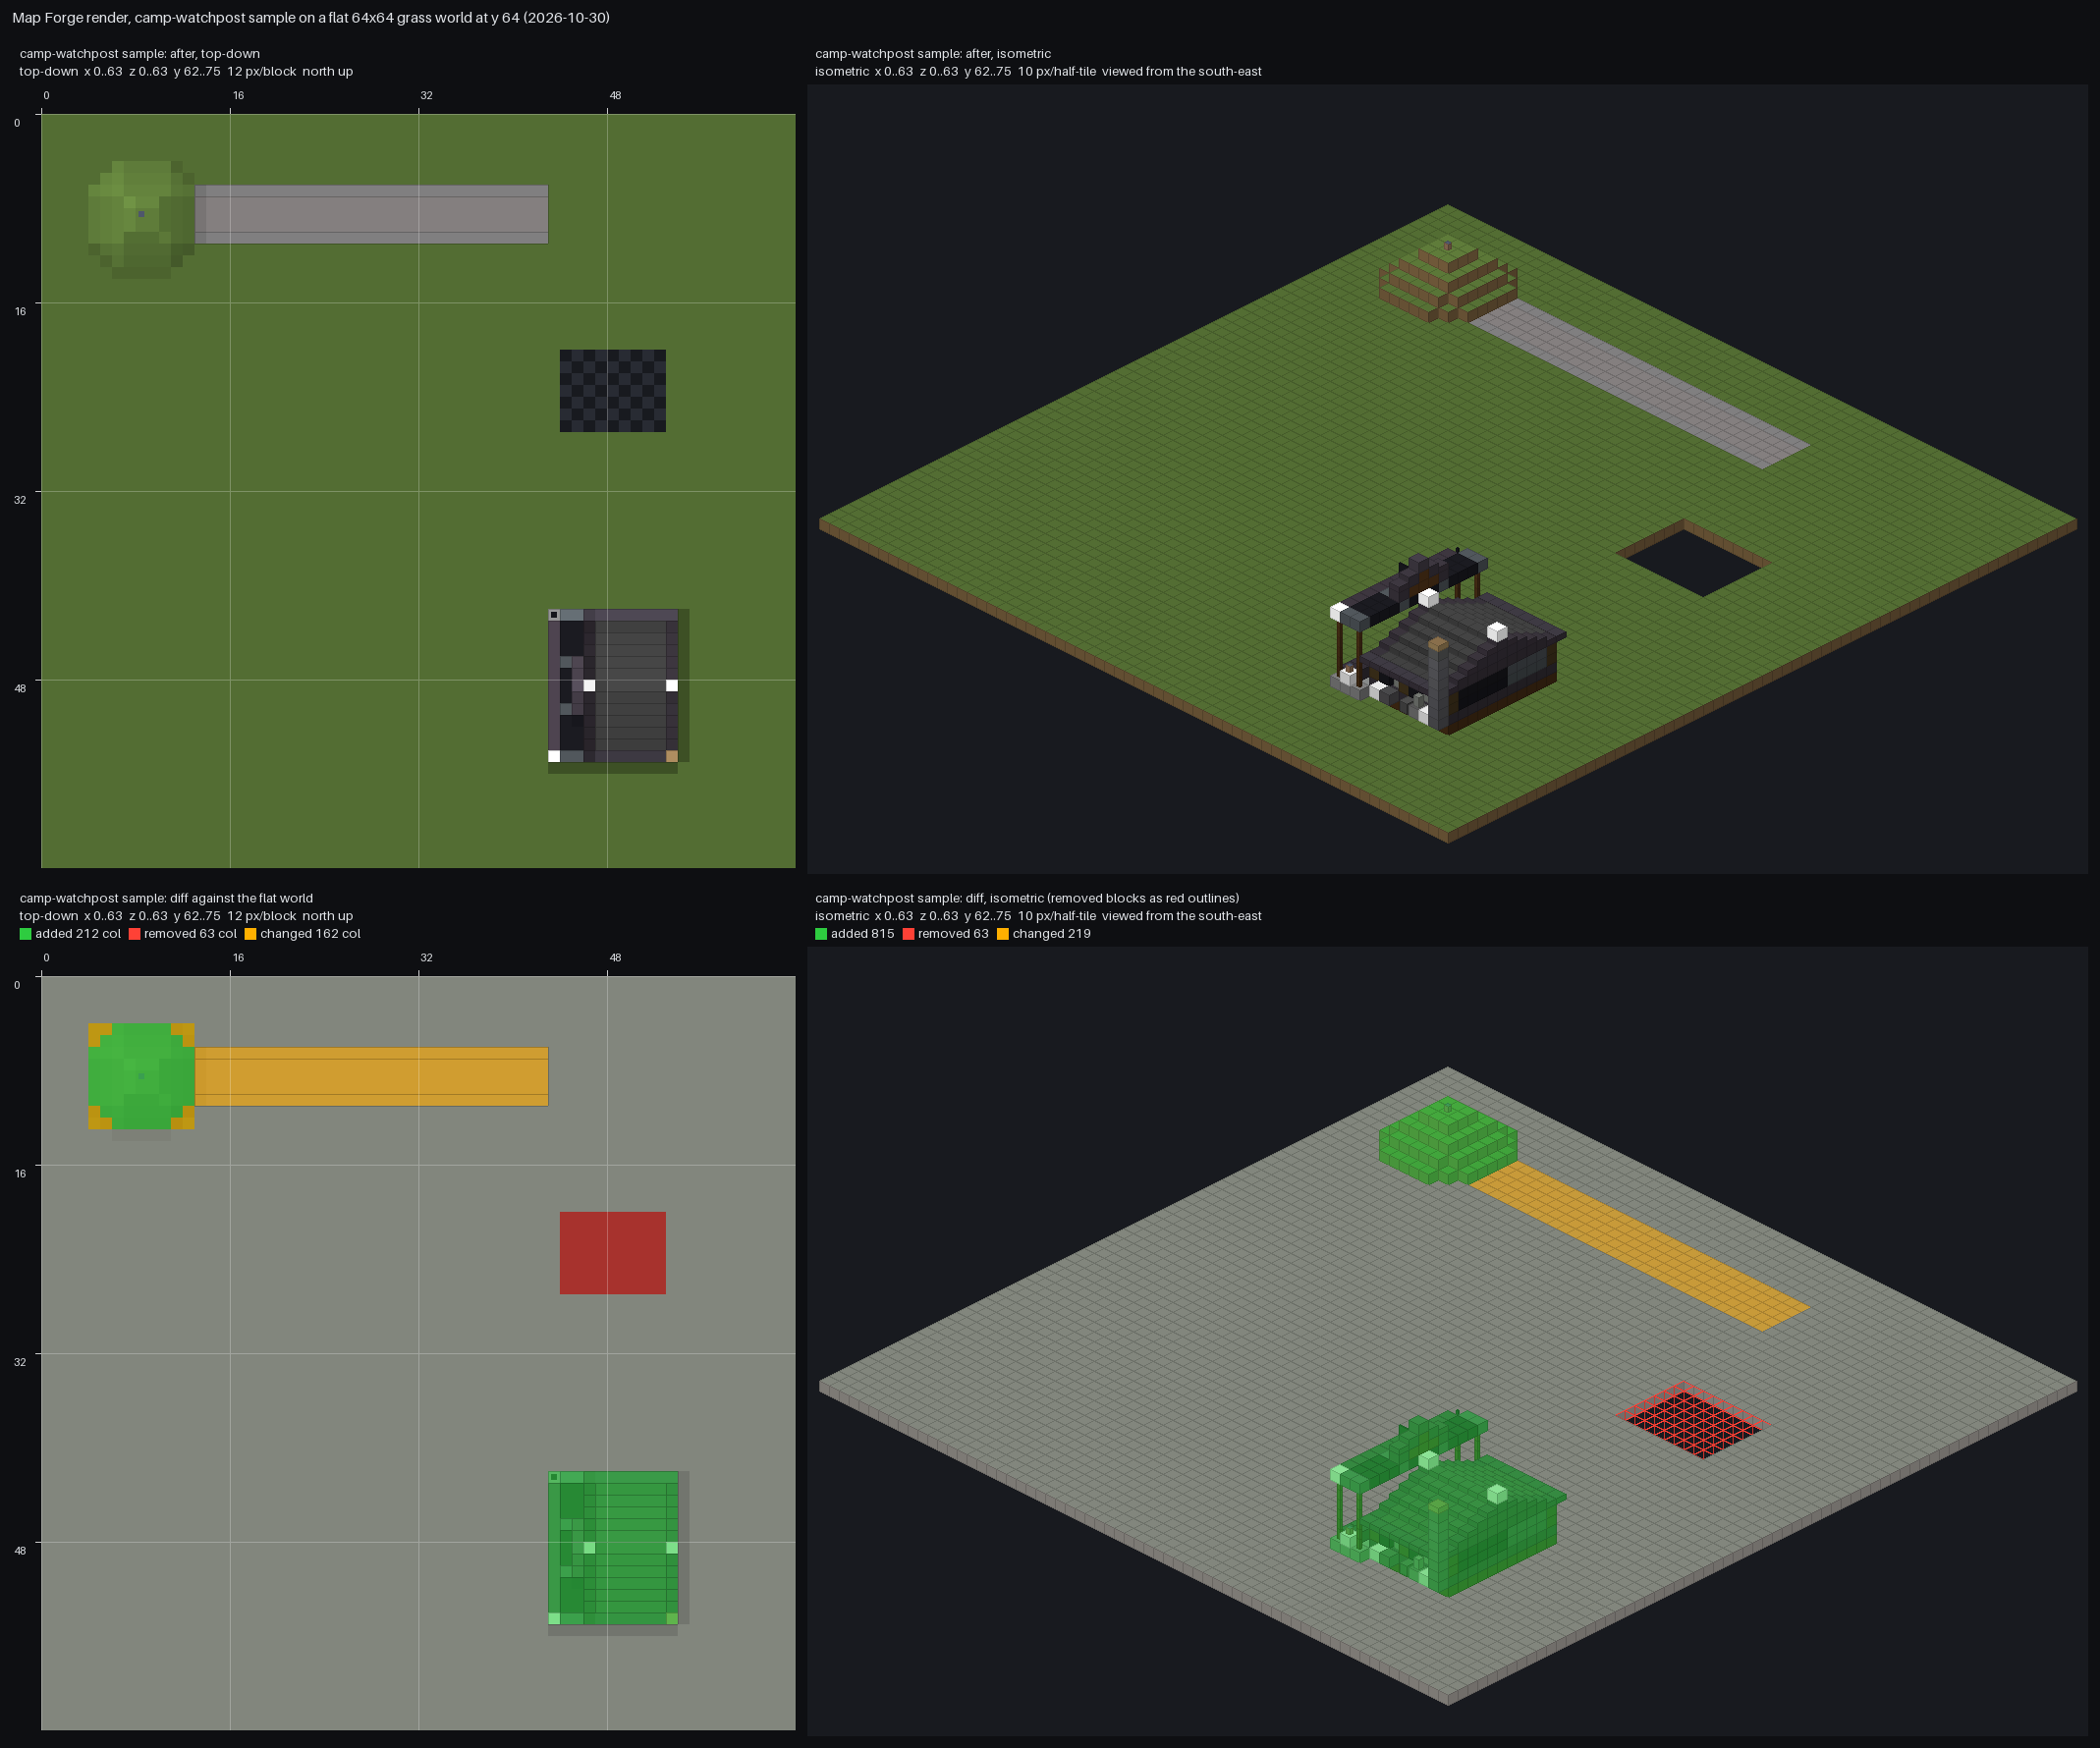 Map Forge render, camp-watchpost sample on a flat 64x64 grass world at y 64 (2026-10-30)
camp-watchpost sample: after, top-down
top-down x 0..63 z 0..63 y 62..75 12 px/block north up
0 16 32 48
0
16
32
48
camp-watchpost sample: after, isometric
isometric x 0..63 z 0..63 y 62..75 10 px/half-tile viewed from the south-east
camp-watchpost sample: diff against the flat world
top-down x 0..63 z 0..63 y 62..75 12 px/block north up
added 212 col removed 63 col changed 162 col
0 16 32 48
0
16
32
48
camp-watchpost sample: diff, isometric (removed blocks as red outlines)
isometric x 0..63 z 0..63 y 62..75 10 px/half-tile viewed from the south-east
added 815 removed 63 changed 219